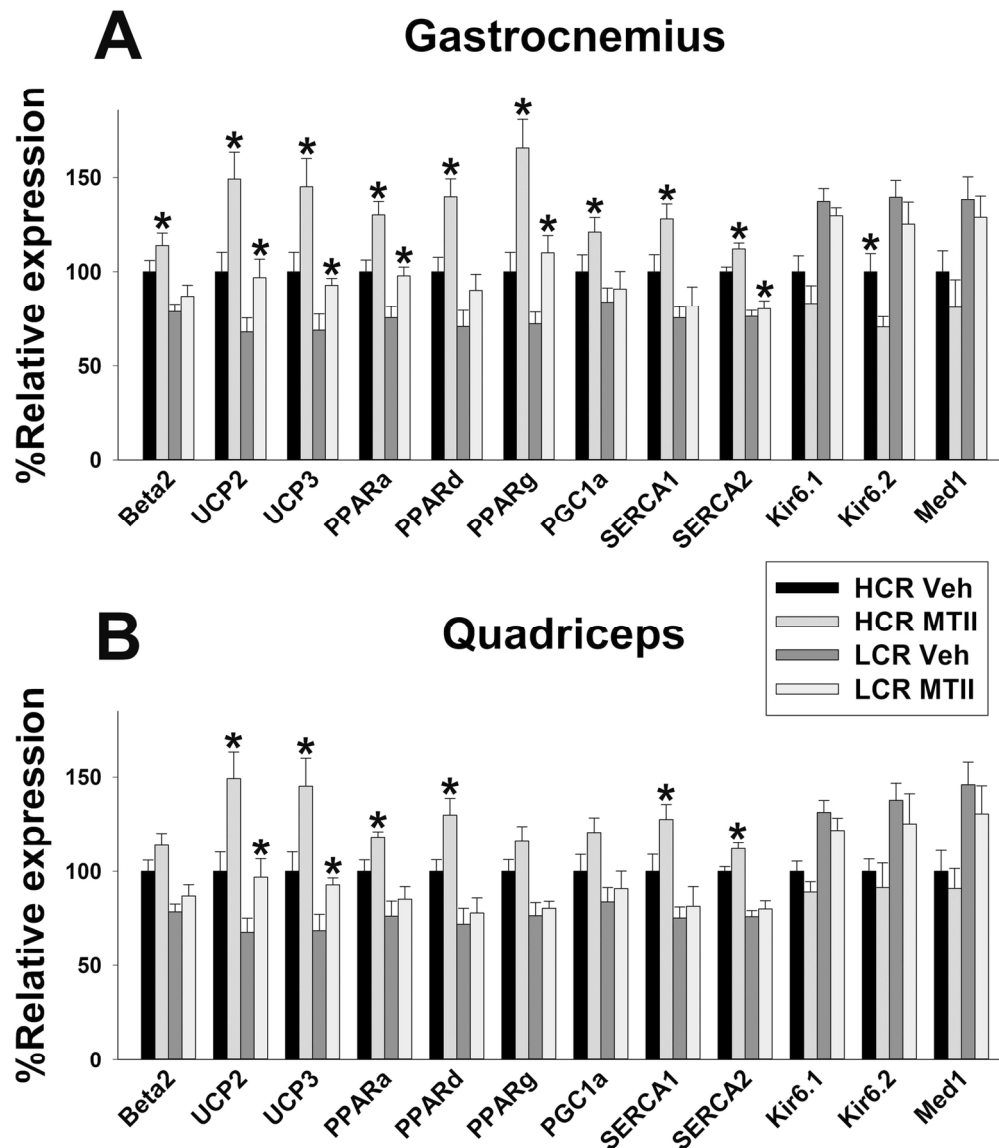 A Gastrocnemius
%Relative expression
150
100
50
0
Beta2 UCP2 UCP3 PPARa PPARd PPARg PGC1a SERCA1 SERCA2 Kir6.1 Kir6.2 Med1
* * * * * * * * * * * * * * *
HCR Veh
HCR MTII
LCR Veh
LCR MTII
B Quadriceps
%Relative expression
150
100
50
0
* * * * * * * *
Beta2 UCP2 UCP3 PPARa PPARd PPARg PGC1a SERCA1 SERCA2 Kir6.1 Kir6.2 Med1